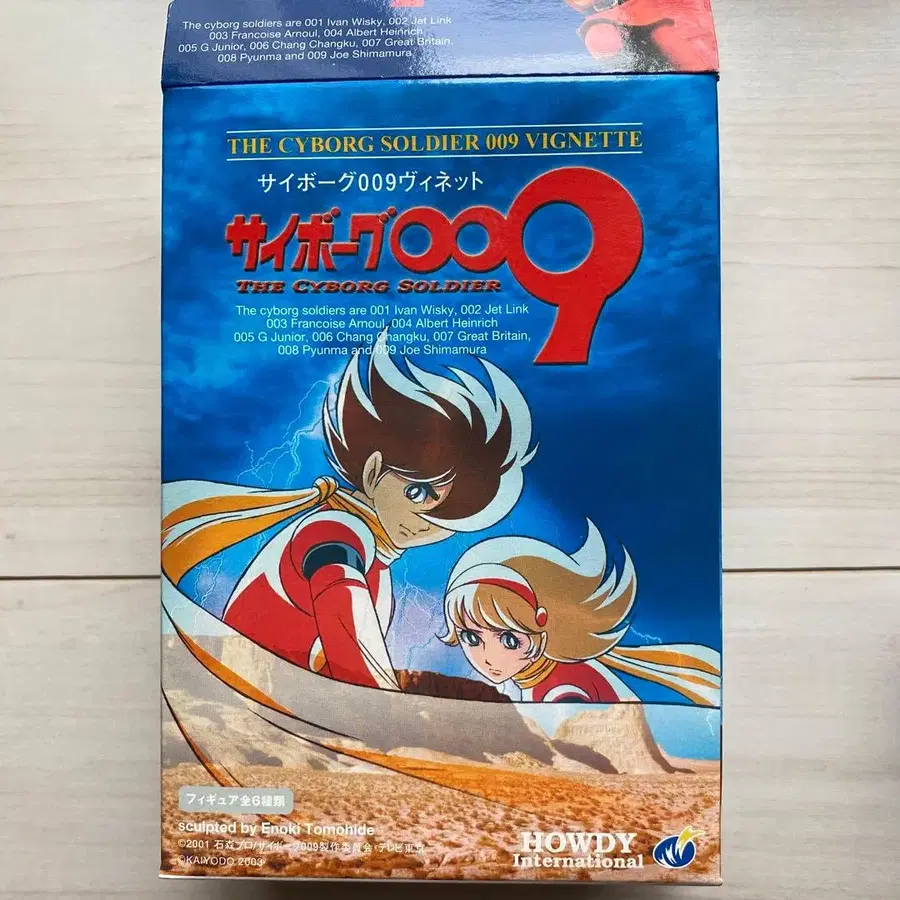 The cyborg soldiers are 001 Ivan Wisky, 002 Jet Link
003 Francoise Arnoul, 004 Albert Heinrich
005 G Junior, 006 Chang Changku, 007 Great Britain,
008 Pyunma and 009 Joe Shimamura
THE CYBORG SOLDIER 009 VIGNETTE
サイボーグ009ヴィネット
サイボーグ009
THE CYBORG SOLDIER
The cyborg soldiers are 001 Ivan Wisky, 002 Jet Link
003 Francoise Arnoul, 004 Albert Heinrich
005 G Junior, 006 Chang Changku, 007 Great Britain,
008 Pyunma and 009 Joe Shimamura
フィギュア全6種類
sculpted by Enoki Tomohide
©2001 石森プロ/サイボーグ009製作委員会・テレビ東京
©KAIYODO 2003
HOWDY
International